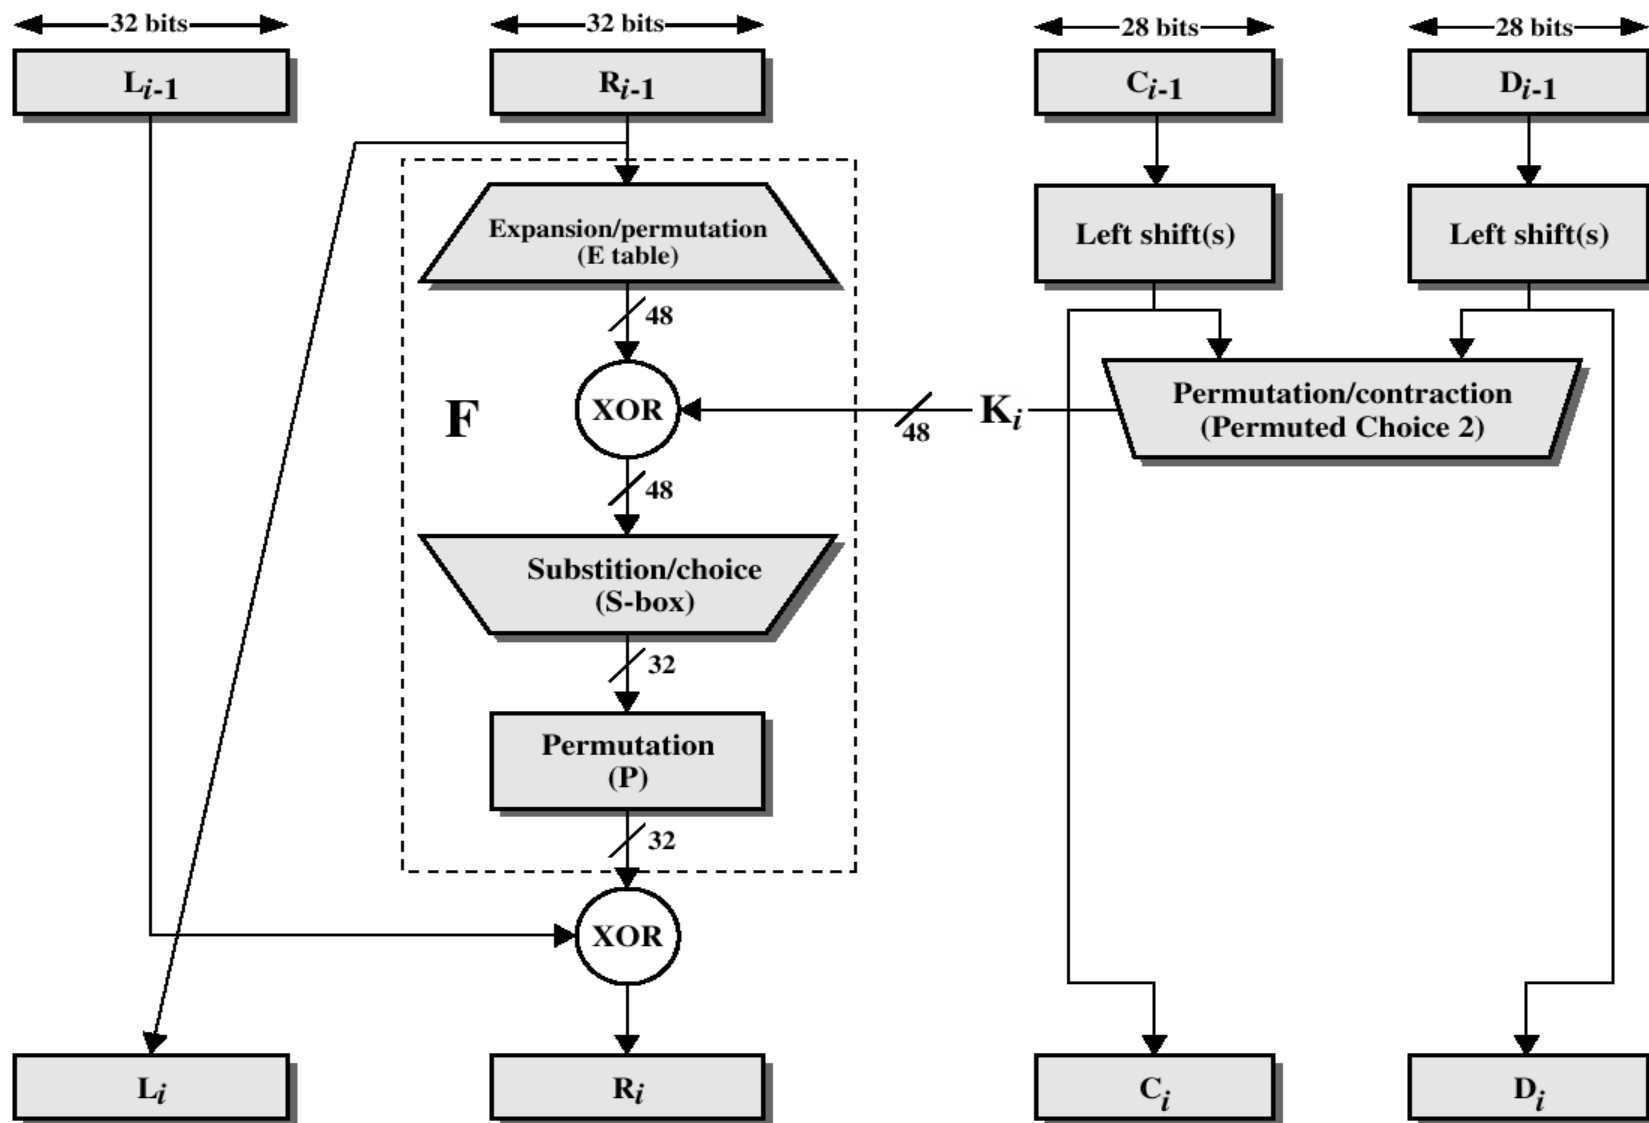 32 bits
32 bits
28 bits
28 bits
Li-1
Ri-1
Ci-1
Di-1
Expansion/permutation
(E table)
Left shift(s)
Left shift(s)
48
F
XOR
48
Ki
Permutation/contraction
(Permuted Choice 2)
48
Substition/choice
(S-box)
32
Permutation
(P)
32
XOR
Li
Ri
Ci
Di